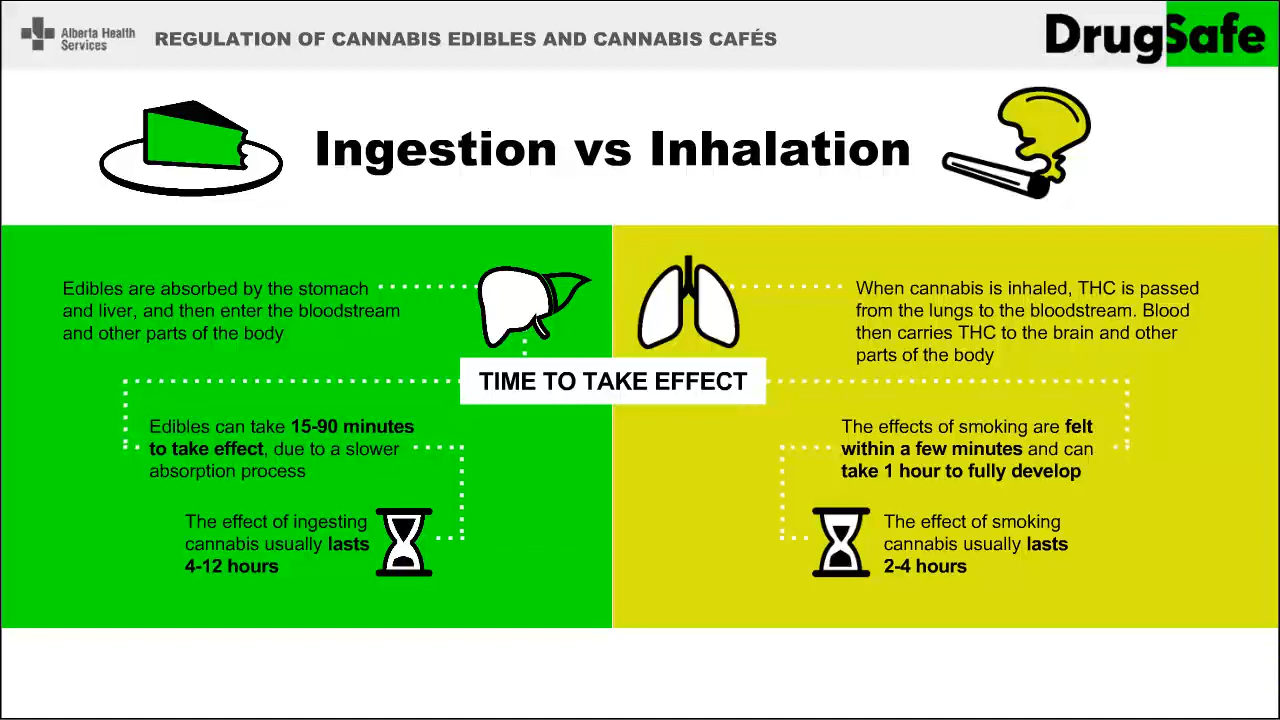 Alberta Health
Services
REGULATION OF CANNABIS EDIBLES AND CANNABIS CAFÉS
DrugSafe
Ingestion vs Inhalation
Edibles are absorbed by the stomach
and liver, and then enter the bloodstream
and other parts of the body
When cannabis is inhaled, THC is passed
from the lungs to the bloodstream. Blood
then carries THC to the brain and other
parts of the body
TIME TO TAKE EFFECT
Edibles can take 15-90 minutes
to take effect, due to a slower
absorption process
The effects of smoking are felt
within a few minutes and can
take 1 hour to fully develop
The effect of ingesting
cannabis usually lasts
4-12 hours
The effect of smoking
cannabis usually lasts
2-4 hours